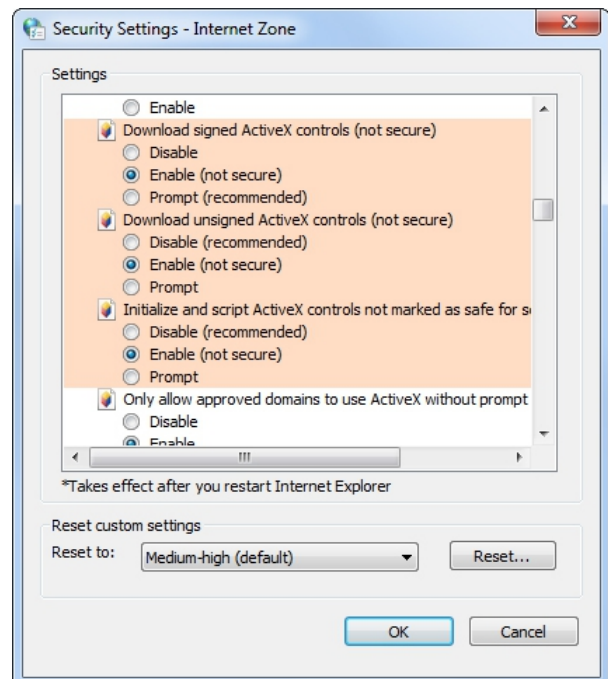 Security Settings - Internet Zone
Settings
Enable
Download signed ActiveX controls (not secure)
Disable
Enable (not secure)
Prompt (recommended)
Download unsigned ActiveX controls (not secure)
Disable (recommended)
Enable (not secure)
Prompt
Initialize and script ActiveX controls not marked as safe for
Disable (recommended)
Enable (not secure)
Prompt
Only allow approved domains to use ActiveX without prompt
Disable
Enable
*Takes effect after you restart Internet Explorer
Reset custom settings
Reset to: Medium-high (default) Reset...
OK Cancel